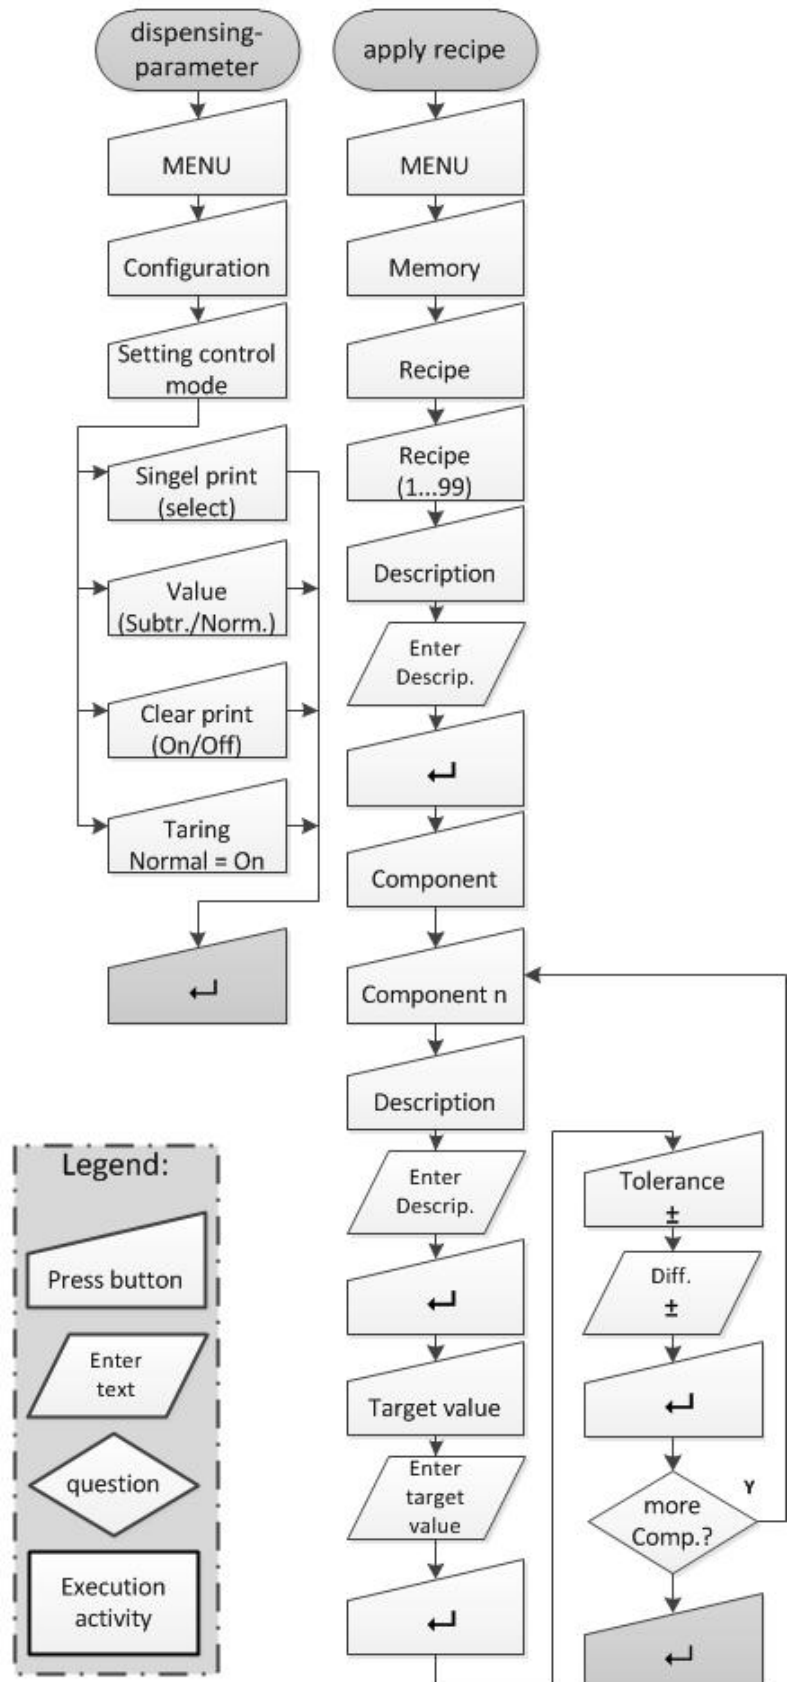 dispensing-
parameter
MENU
Configuration
Setting control
mode
Singel print
(select)
Value
(Subtr./Norm.)
Clear print
(On/Off)
Taring
Normal = On
↵
apply recipe
MENU
Memory
Recipe
Recipe
(1...99)
Description
Enter
Descrip.
↵
Component
Component n
Description
Enter
Descrip.
↵
Target value
Enter
target
value
↵
Tolerance
±
Diff.
±
↵
more
Comp.?
Y
↵
Legend:
Press button
Enter
text
question
Execution
activity